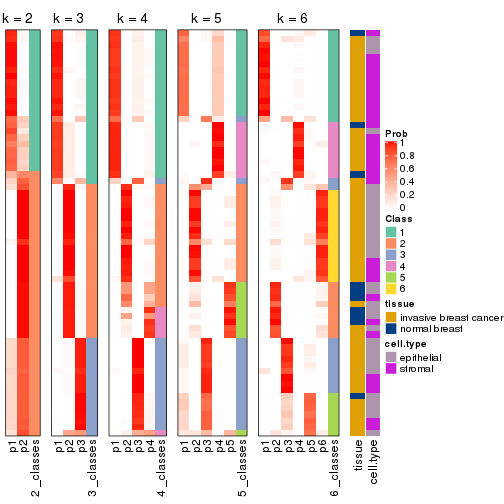 k = 2 k = 3 k = 4 k = 5 k = 6
Prob
1
0.8
0.6
0.4
0.2
0
Class
1
2
3
4
5
6
tissue
invasive breast cancer
normal breast
cell.type
epithelial
stromal
p1 p2 2_classes p1 p2 p3 3_classes p1 p2 p3 p4 4_classes p1 p2 p3 p4 p5 5_classes p1 p2 p3 p4 p5 p6 6_classes tissue cell.type